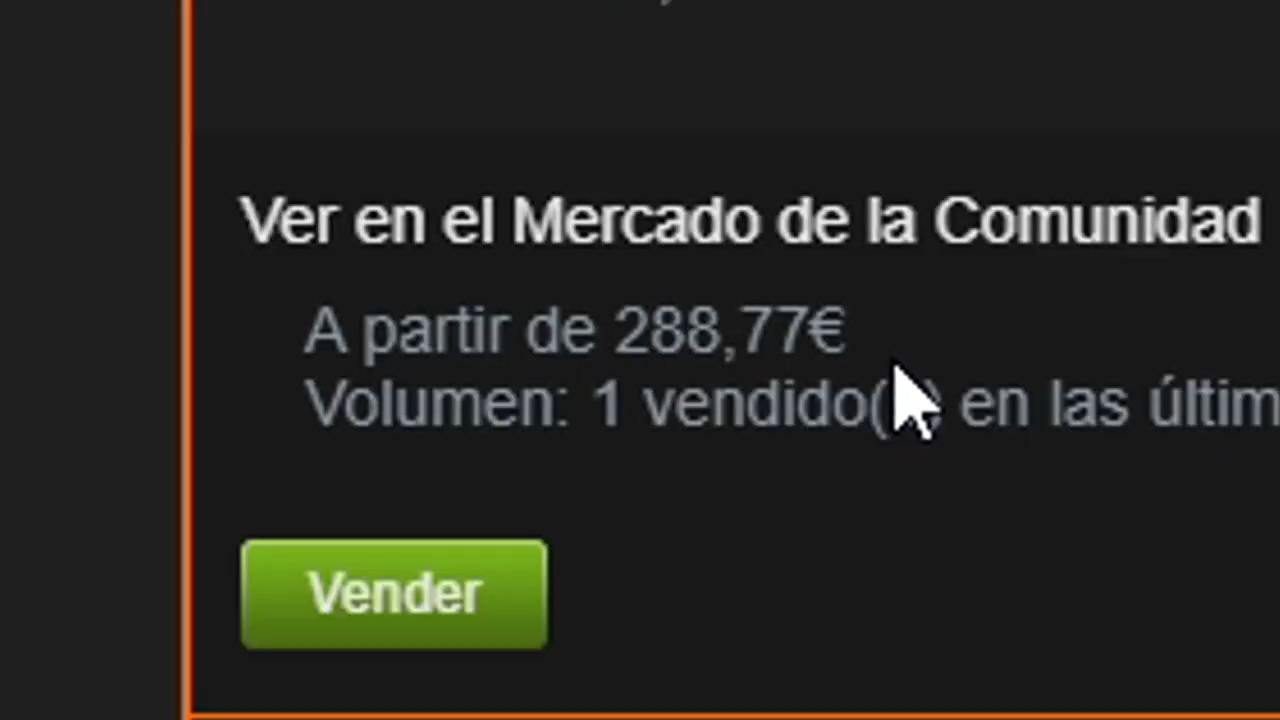 Ver en el Mercado de la Comunidad
A partir de 288,77€
Volumen: 1 vendido( ) en las
Vender